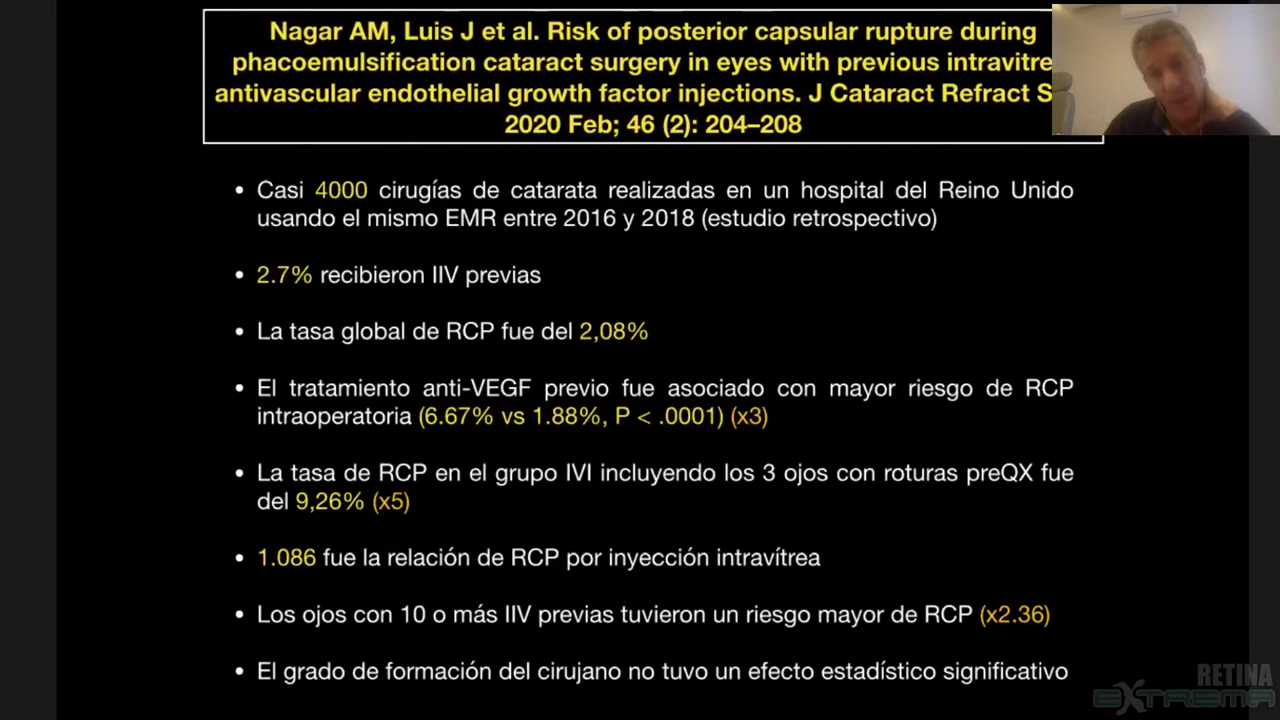 Nagar AM, Luis J et al. Risk of posterior capsular rupture during
phacoemulsification cataract surgery in eyes with previous intravitre
antivascular endothelial growth factor injections. J Cataract Refract S
2020 Feb; 46 (2): 204–208
• Casi 4000 cirugías de catarata realizadas en un hospital del Reino Unido
usando el mismo EMR entre 2016 y 2018 (estudio retrospectivo)
• 2.7% recibieron IIV previas
• La tasa global de RCP fue del 2,08%
• El tratamiento anti-VEGF previo fue asociado con mayor riesgo de RCP
intraoperatoria (6.67% vs 1.88%, P < .0001) (x3)
• La tasa de RCP en el grupo IVI incluyendo los 3 ojos con roturas preQX fue
del 9,26% (x5)
• 1.086 fue la relación de RCP por inyección intravítrea
• Los ojos con 10 o más IIV previas tuvieron un riesgo mayor de RCP (x2.36)
• El grado de formación del cirujano no tuvo un efecto estadístico significativo
RETINA
EXTREMA